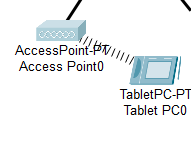 AccessPoint-PT
Access Point0
TabletPC-PT
Tablet PC0